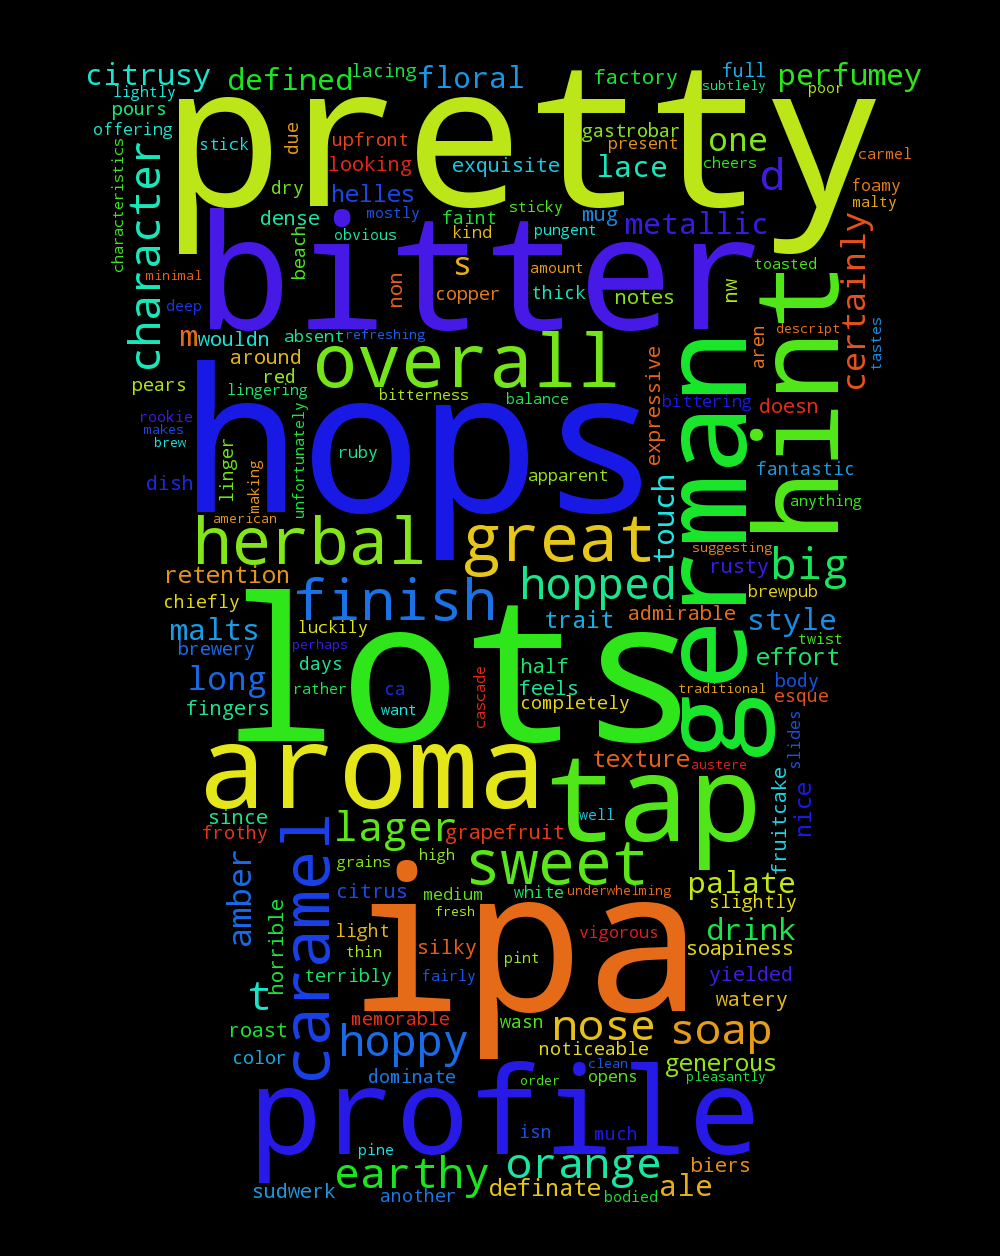 citrusy defined lacing floral factory full perfumey
lightly subtlely poor
pours pretty
offering stick due upfront gastrobar one
characteristics character looking exquisite present lace cheers d carmel
dry helles foamy
dense mostly faint sticky mug metallic malty
obvious kind pungent certainly
beach bitter s amount toasted
minimal non copper thick notes nw hint
deep
m wouldn absent refreshing descript tastes
around overall aren
pears red expressive german
lingering bitterness balance bittering doesn
rookie hops
makes unfortunately
brew ruby
linger making fantastic
dish apparent touch
american anything
herbal great suggesting
retention hopped rusty big
chiefly finish brewpub
malts luckily trait admirable style
brewery perhaps twist
days half effort
long rather ca feels traditional body
fingers want lots cascade completely esque
slides
aroma texture austere
tap fruitcake nice
since well
frothy caramel lager grapefruit
grains high sweet
amber citrus medium white underwhelming palate
fresh slightly
horrible light ipa vigorous drink
thin silky pint soapiness
terribly fairly yielded
t watery
roast memorable wasn nose soap
color hoppy noticeable
dominate clean generous
order opens pleasantly
profile
isn much
pine
earthy orange biers
sudwerk another definate bodied ale